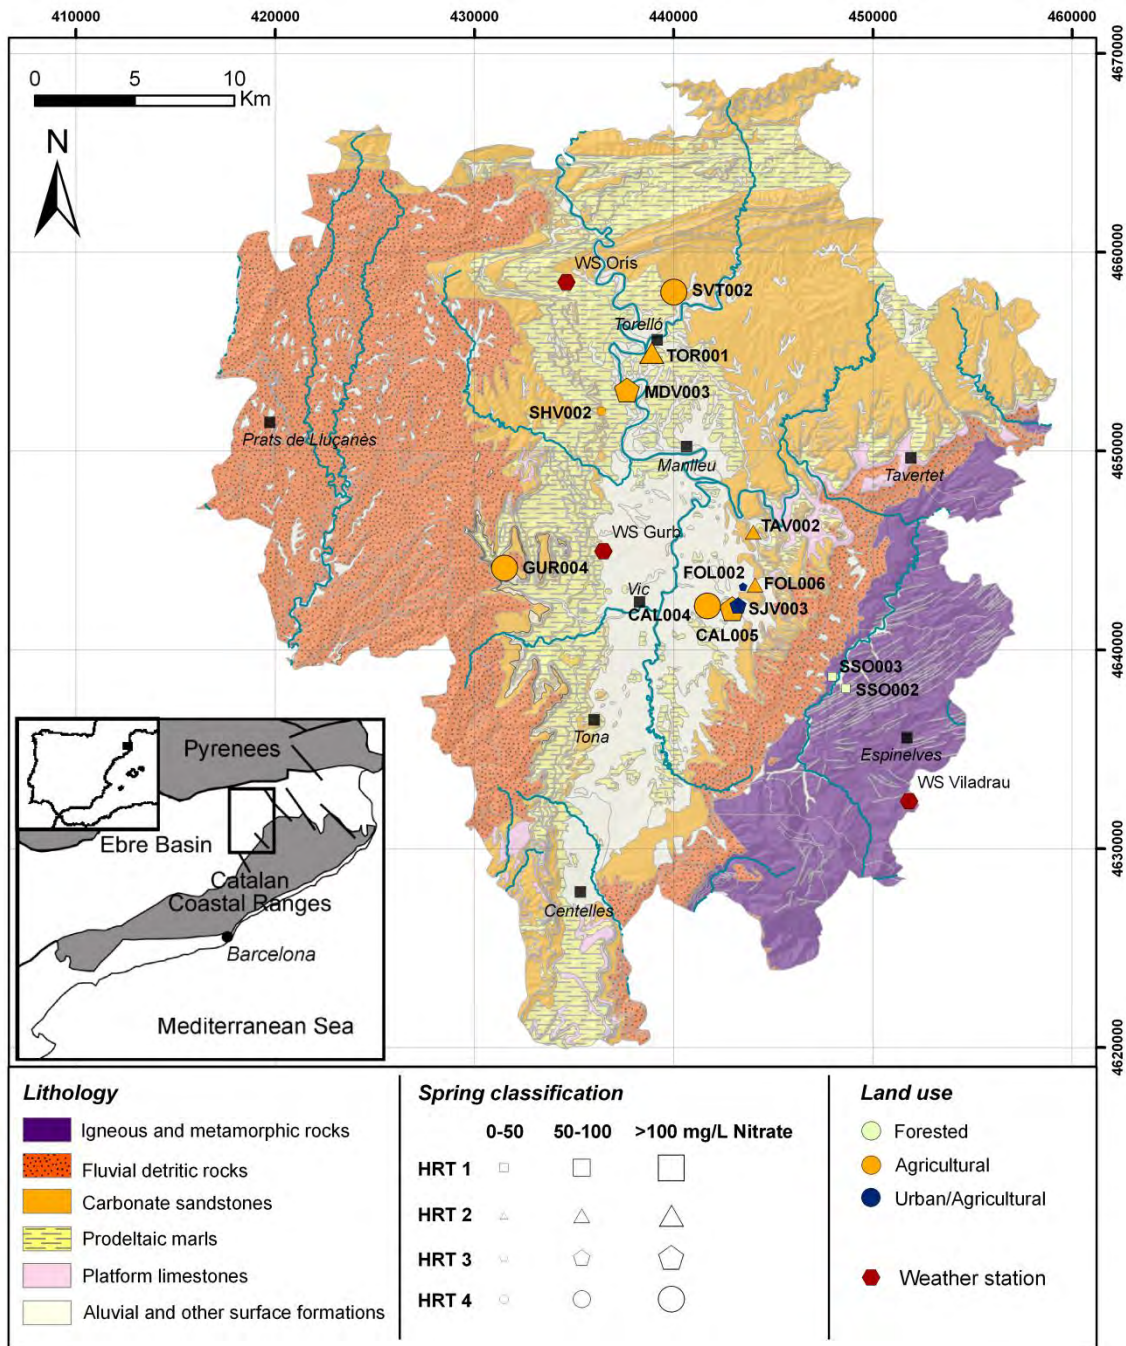 410000
420000
430000
440000
450000
460000
4670000
0
5
10
Km
N
4660000
WS Oris
SVT002
Torelló
TOR001
MDV003
SHV002
Prats de Lluçanès
4650000
Manlleu
Tavertet
TAV002
WS Gurb
GUR004
FOL002
FOL006
Vic
CAL004
SJV003
CAL005
4640000
SSO003
SSO002
Tona
Espinelves
WS Viladrau
Pyrenees
Ebre Basin
4630000
Catalan
Coastal Ranges
Centelles
Barcelona
Mediterranean Sea
4620000
Lithology
Igneous and metamorphic rocks
Fluvial detritic rocks
Carbonate sandstones
Prodeltaic marls
Platform limestones
Aluvial and other surface formations
Spring classification
0-50 50-100 >100 mg/L Nitrate
HRT 1
HRT 2
HRT 3
HRT 4
Land use
Forested
Agricultural
Urban/Agricultural
Weather station